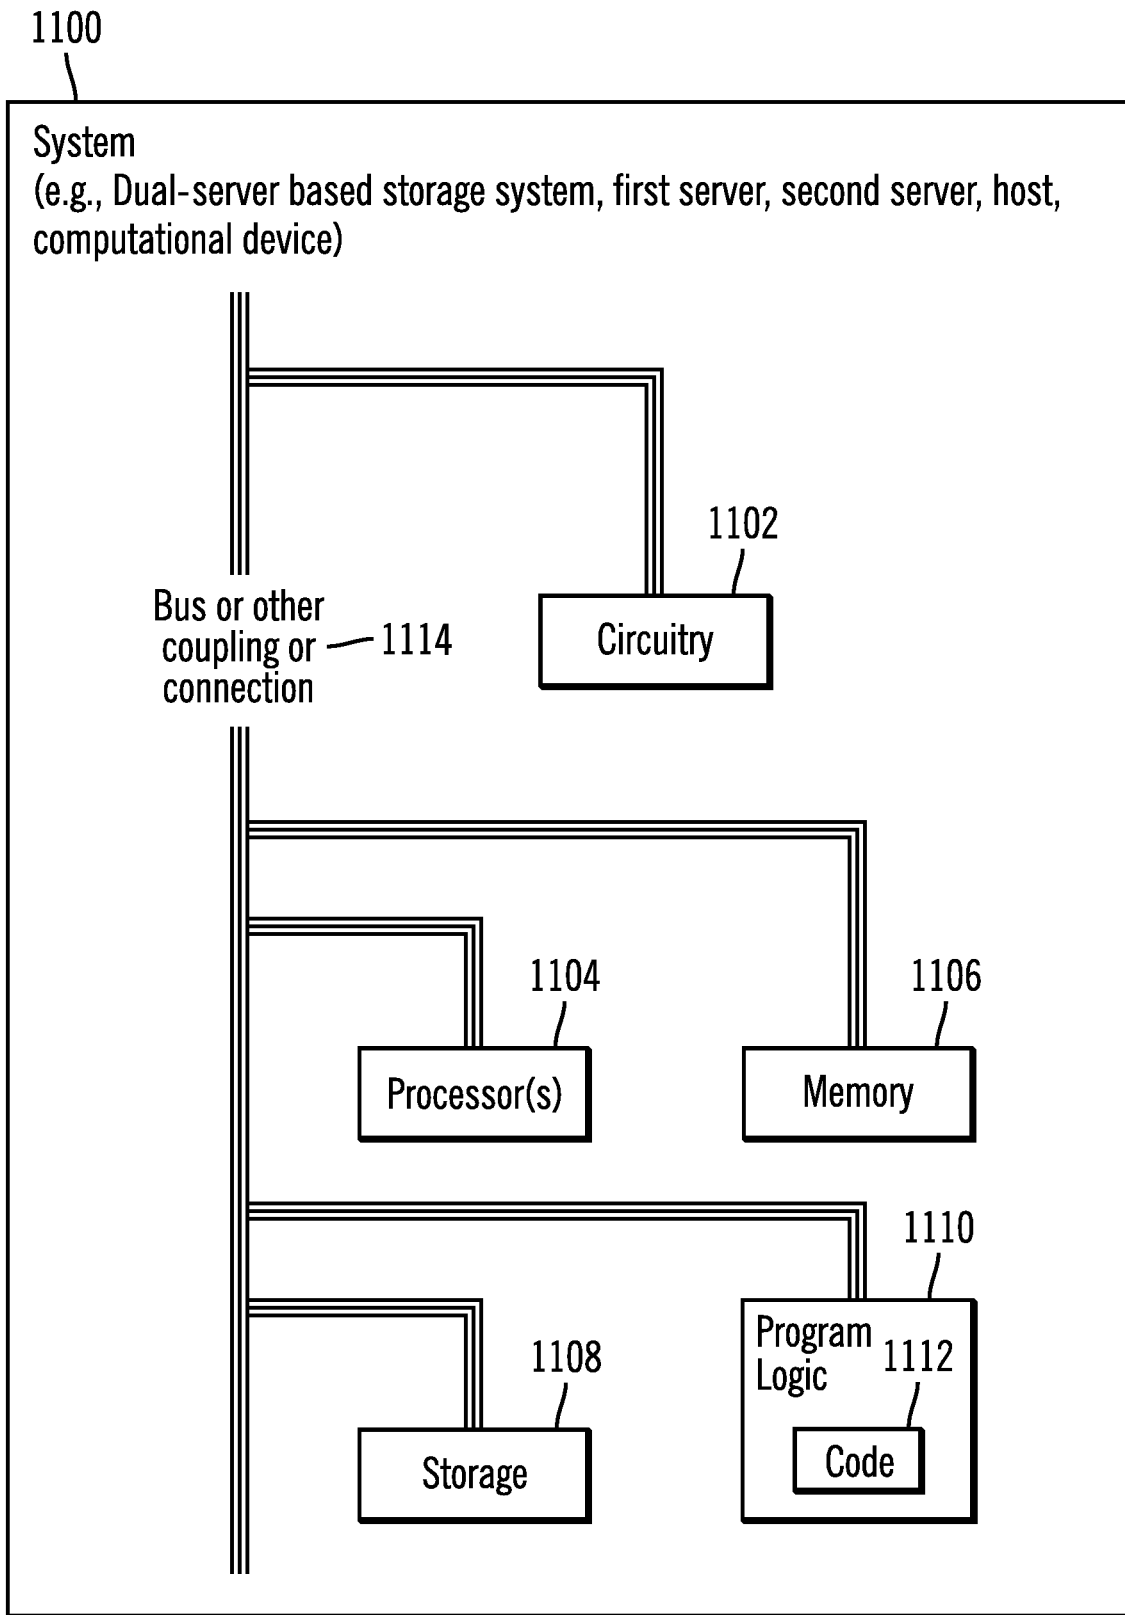 1100
System
(e.g., Dual-server based storage system, first server, second server, host,
computational device)
1102
Circuitry
Bus or other
coupling or
connection
1114
1104
Processor(s)
1106
Memory
1110
Program
Logic
1112
Code
1108
Storage